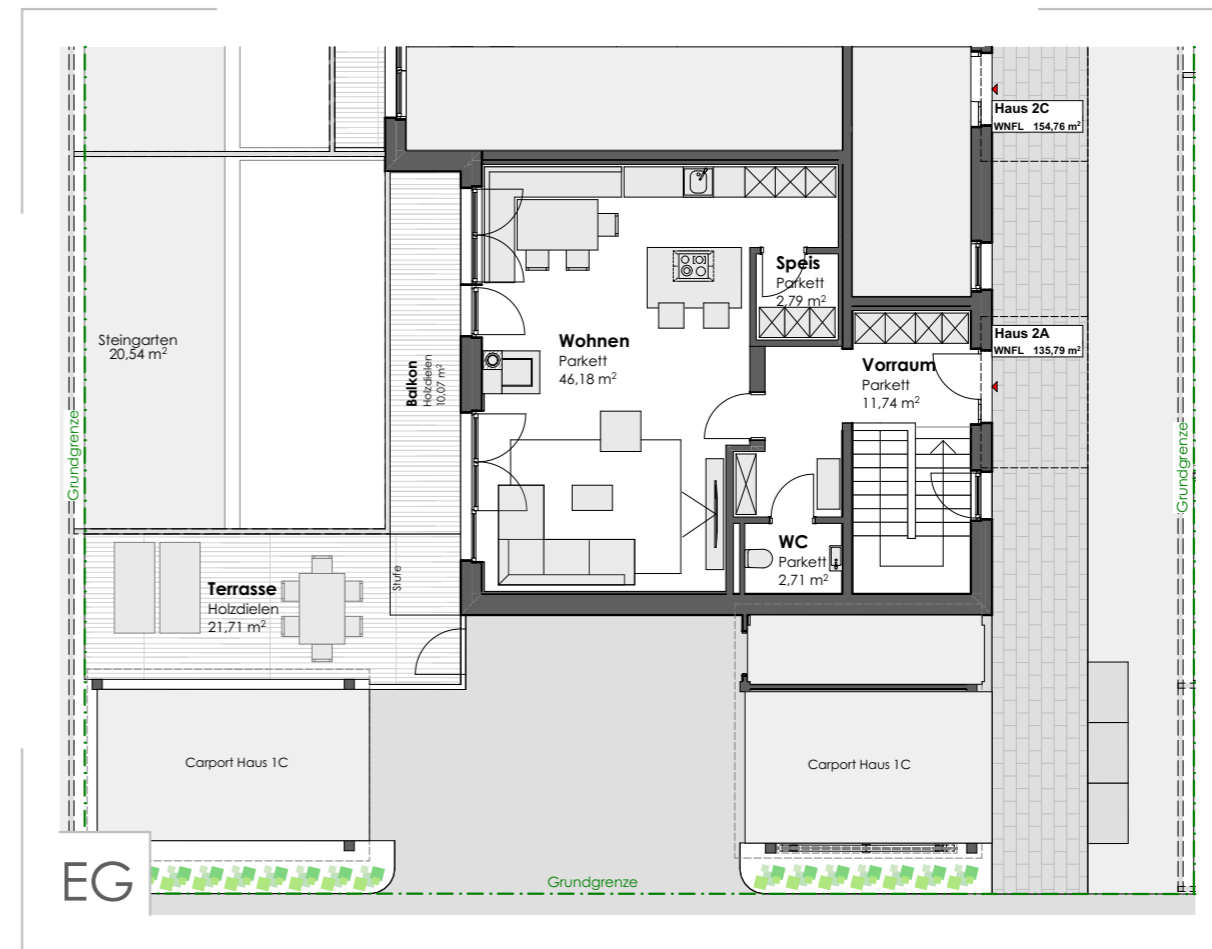 Haus 2C
WNFL 154,76 m²
Speis
Parkett
2,79 m²
Haus 2A
WNFL 135,79 m²
Steingarten
20,54 m²
Wohnen
Parkett
46,18 m²
Balkon
Holzdielen
10,07 m²
Vorraum
Parkett
11,74 m²
Grundgrenze
Grundgrenze
WC
Parkett
2,71 m²
Stufe
Terrasse
Holzdielen
21,71 m²
Carport Haus 1C
Carport Haus 1C
EG
Grundgrenze